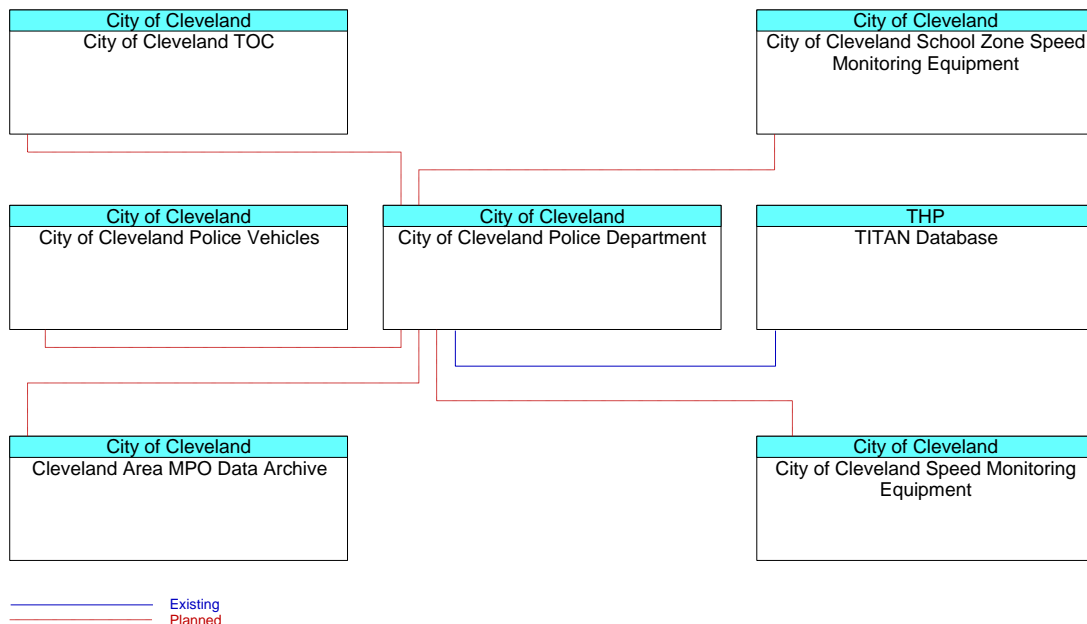 City of Cleveland
City of Cleveland TOC
City of Cleveland
City of Cleveland School Zone Speed
Monitoring Equipment
City of Cleveland
City of Cleveland Police Vehicles
City of Cleveland
City of Cleveland Police Department
THP
TITAN Database
City of Cleveland
Cleveland Area MPO Data Archive
City of Cleveland
City of Cleveland Speed Monitoring
Equipment
Existing
Planned